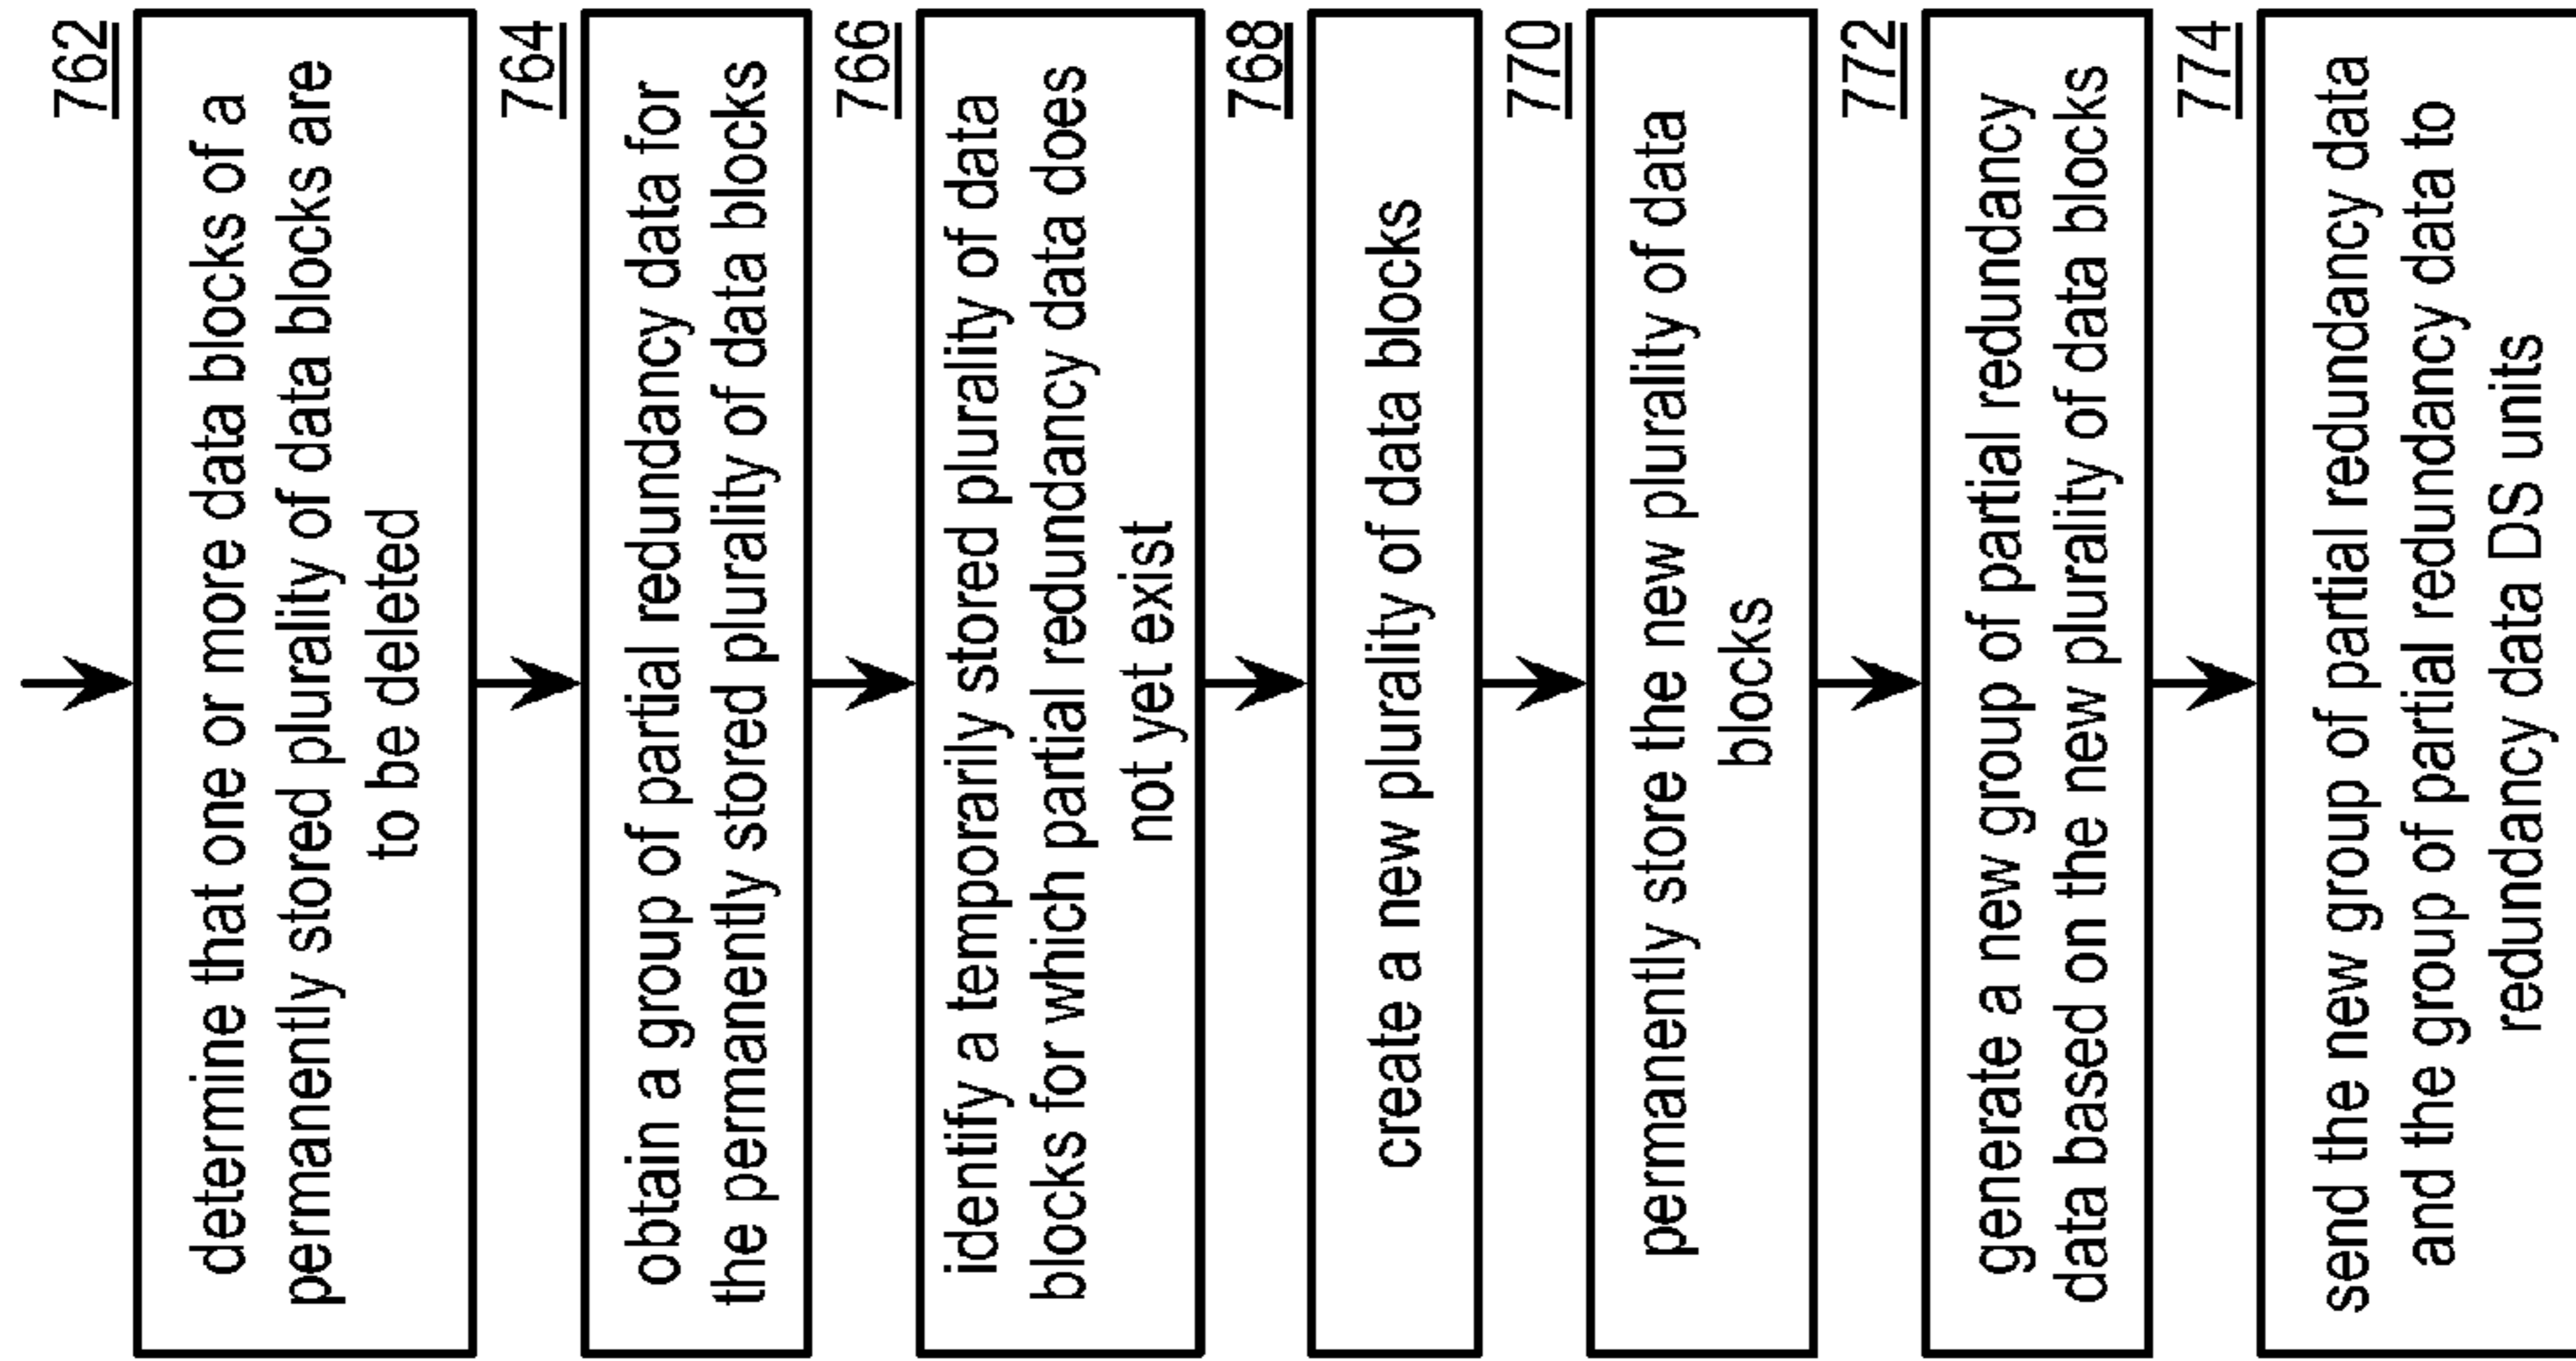 762
determine that one or more data blocks of a
permanently stored plurality of data blocks are
to be deleted
764
obtain a group of partial redundancy data for
the permanently stored plurality of data blocks
766
identify a temporarily stored plurality of data
blocks for which partial redundancy data does
not yet exist
768
create a new plurality of data blocks
770
permanently store the new plurality of data
blocks
772
generate a new group of partial redundancy
data based on the new plurality of data blocks
774
send the new group of partial redundancy data
and the group of partial redundancy data to
redundancy data DS units